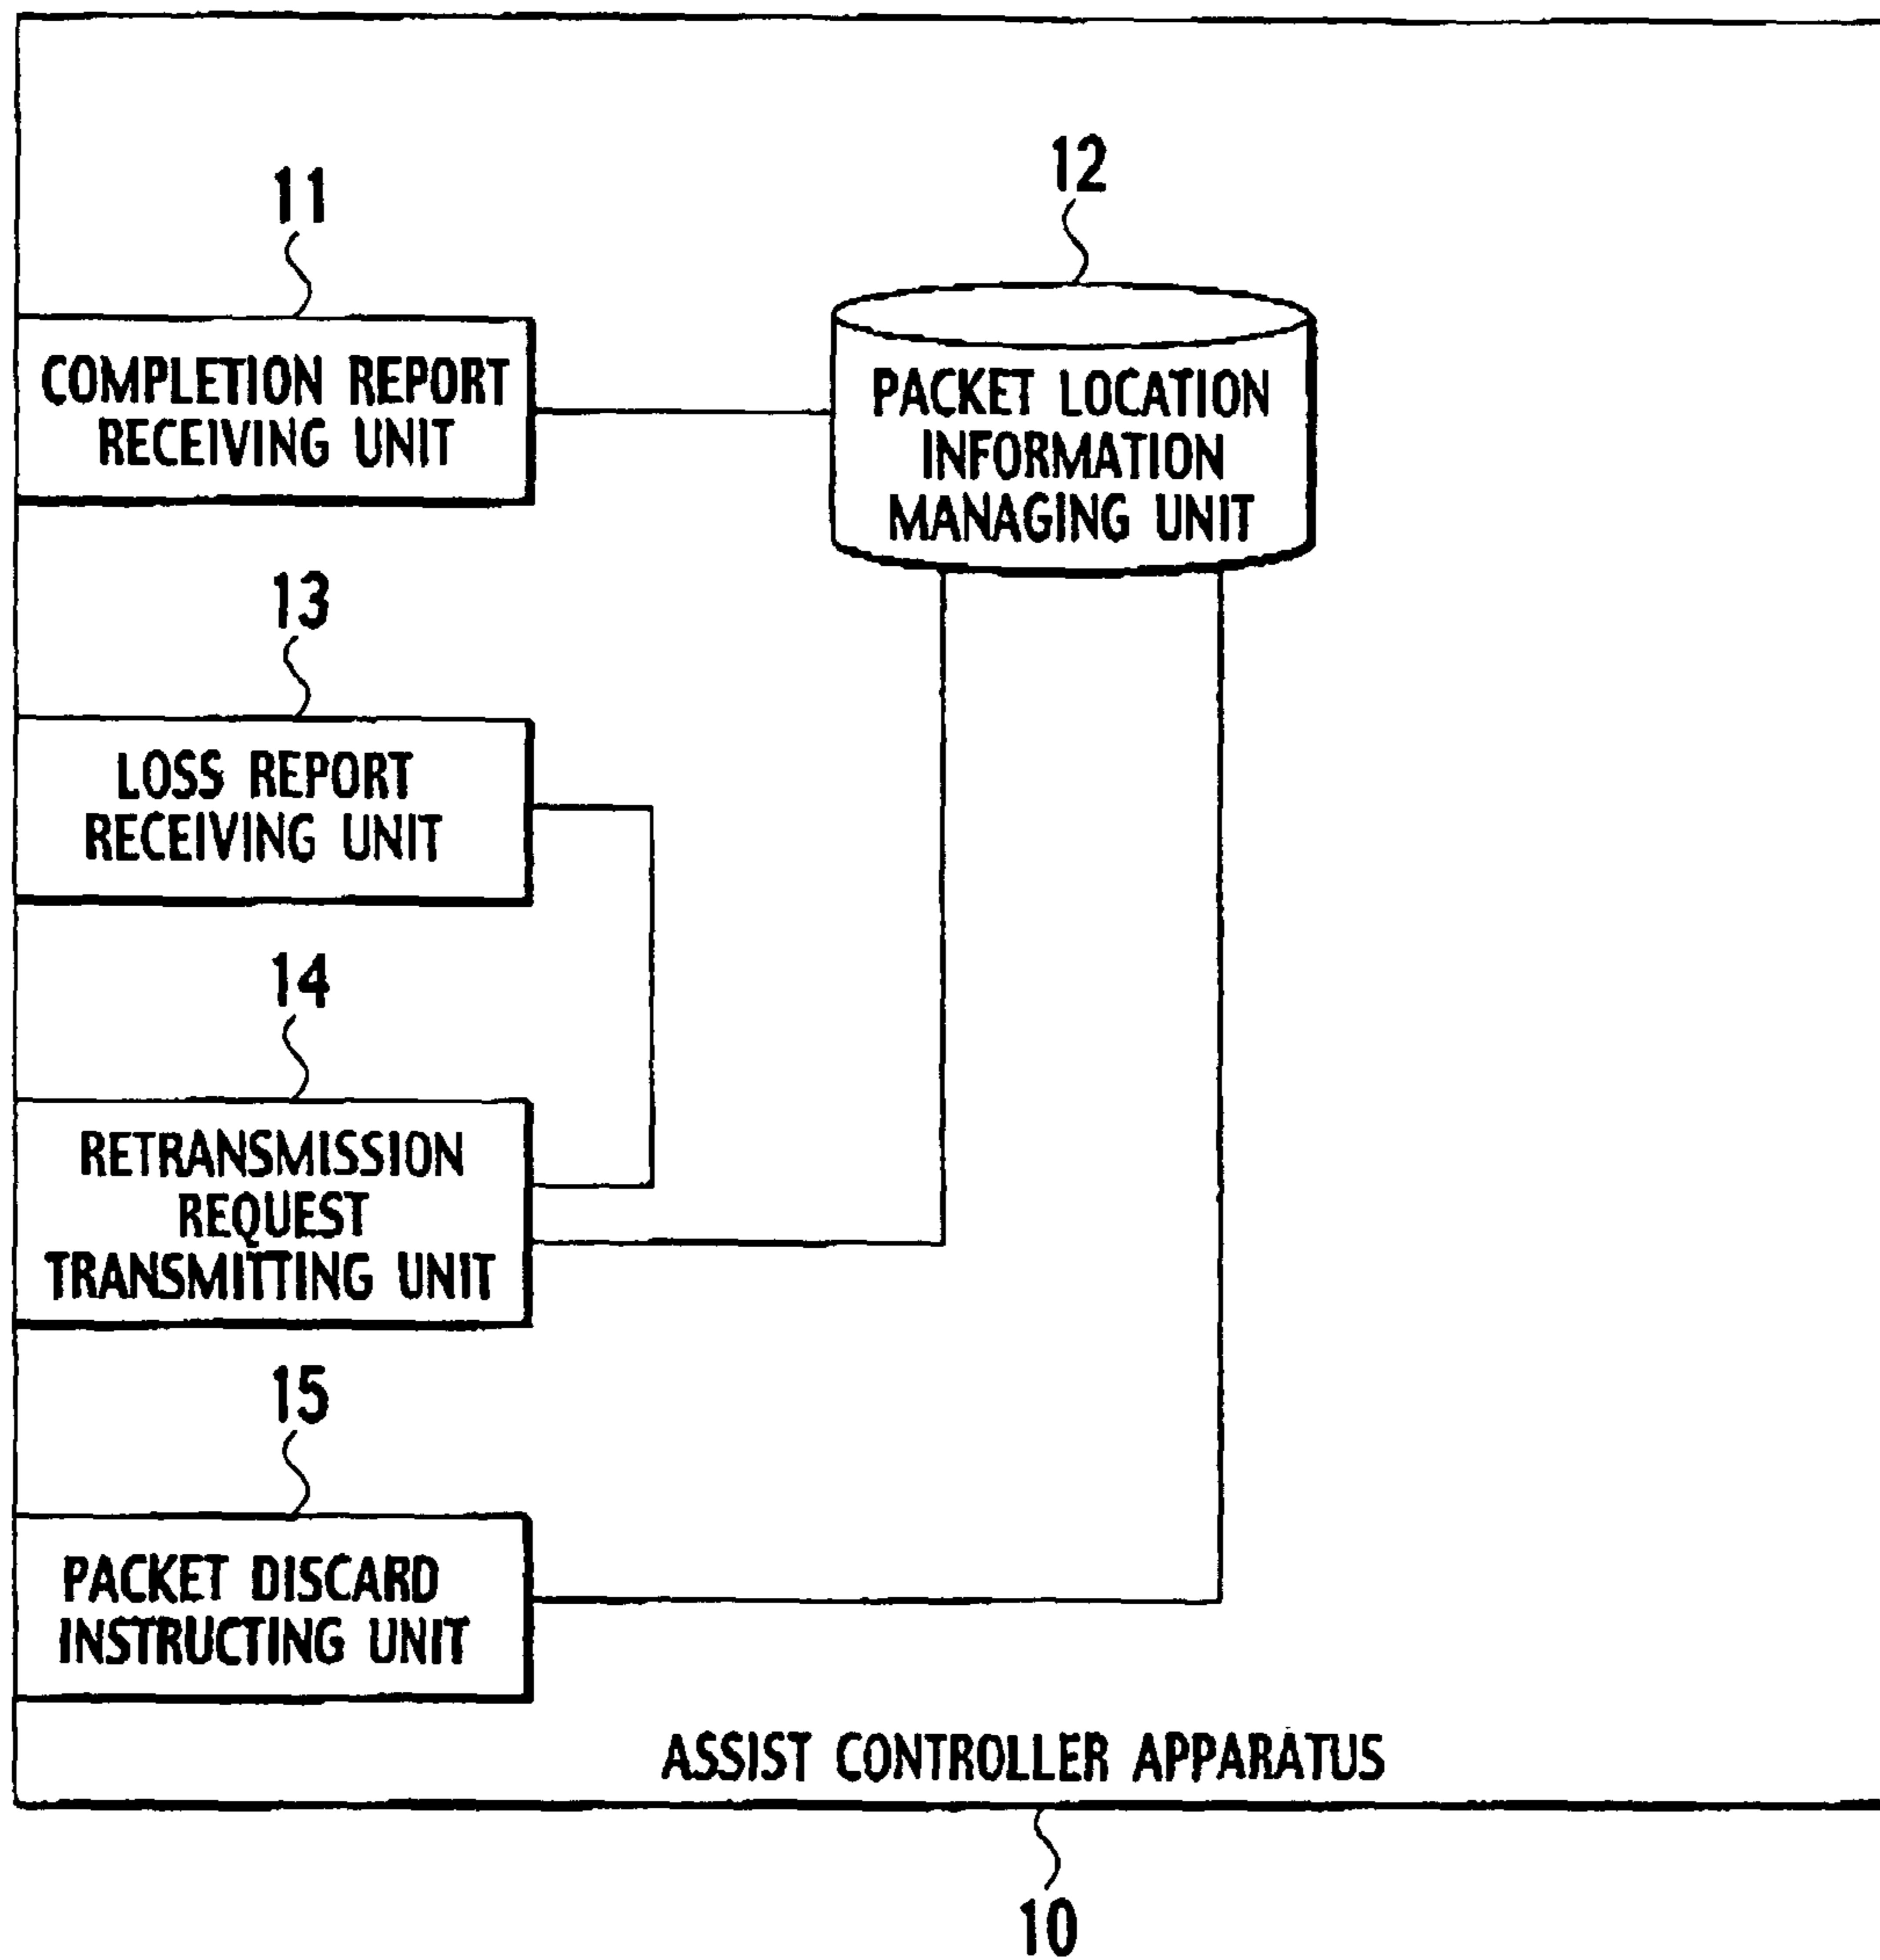 11
12
COMPLETION REPORT
RECEIVING UNIT
PACKET LOCATION
INFORMATION
MANAGING UNIT
13
LOSS REPORT
RECEIVING UNIT
14
RETRANSMISSION
REQUEST
TRANSMITTING UNIT
15
PACKET DISCARD
INSTRUCTING UNIT
ASSIST CONTROLLER APPARATUS
10